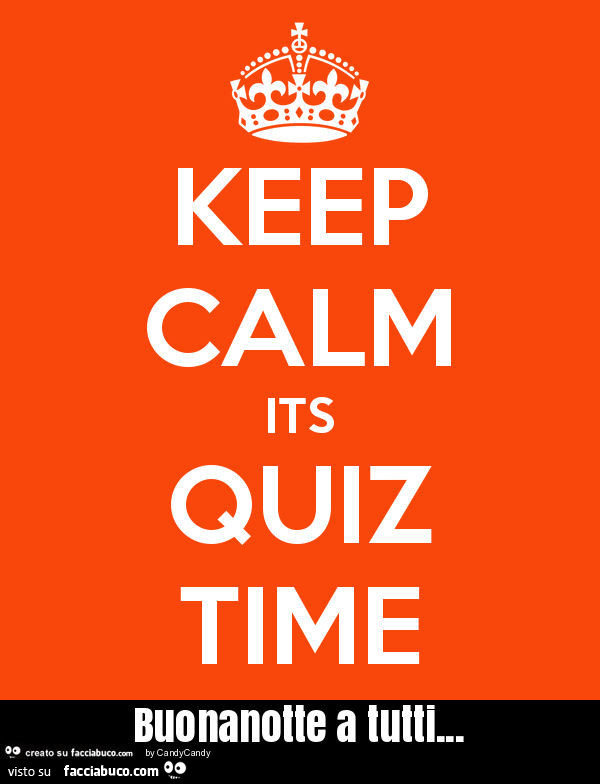 KEEP
CALM
ITS
QUIZ
TIME
Buonanotte a tutti...
creato su facciabuco.com by CandyCandy
visto su facciabuco.com